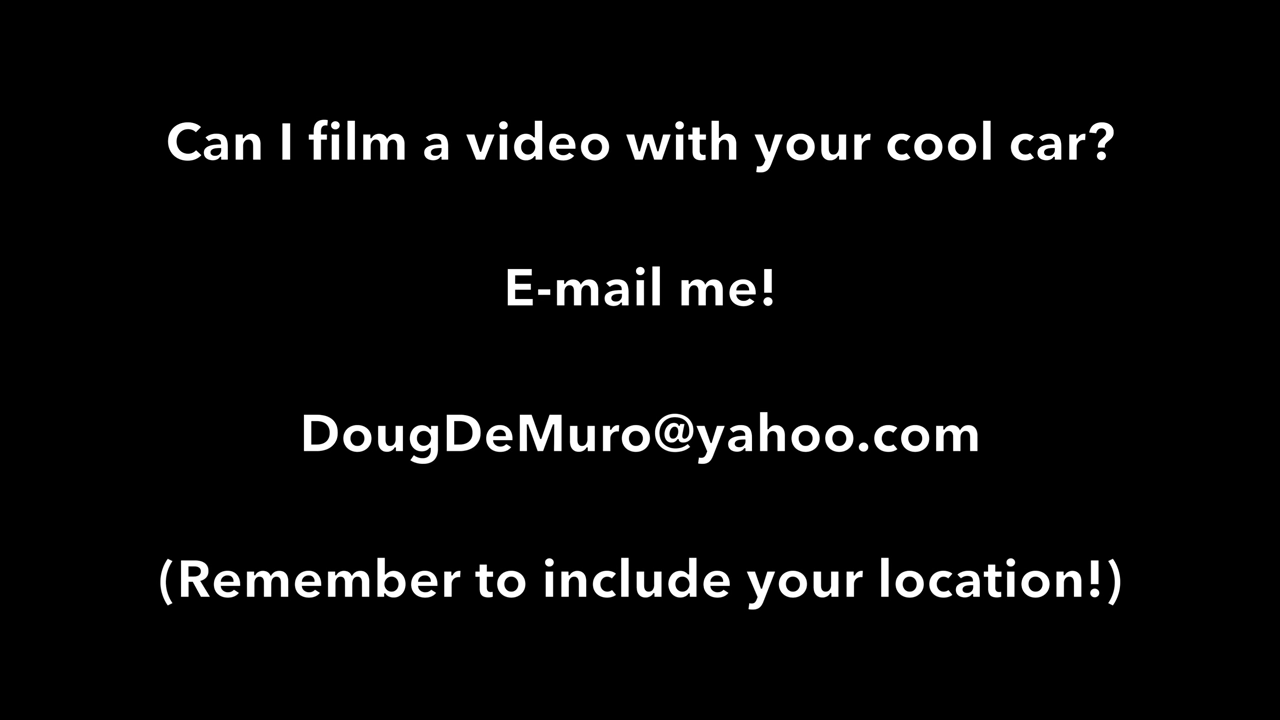 Can I film a video with your cool car?
E-mail me!
DougDeMuro@yahoo.com
(Remember to include your location!)